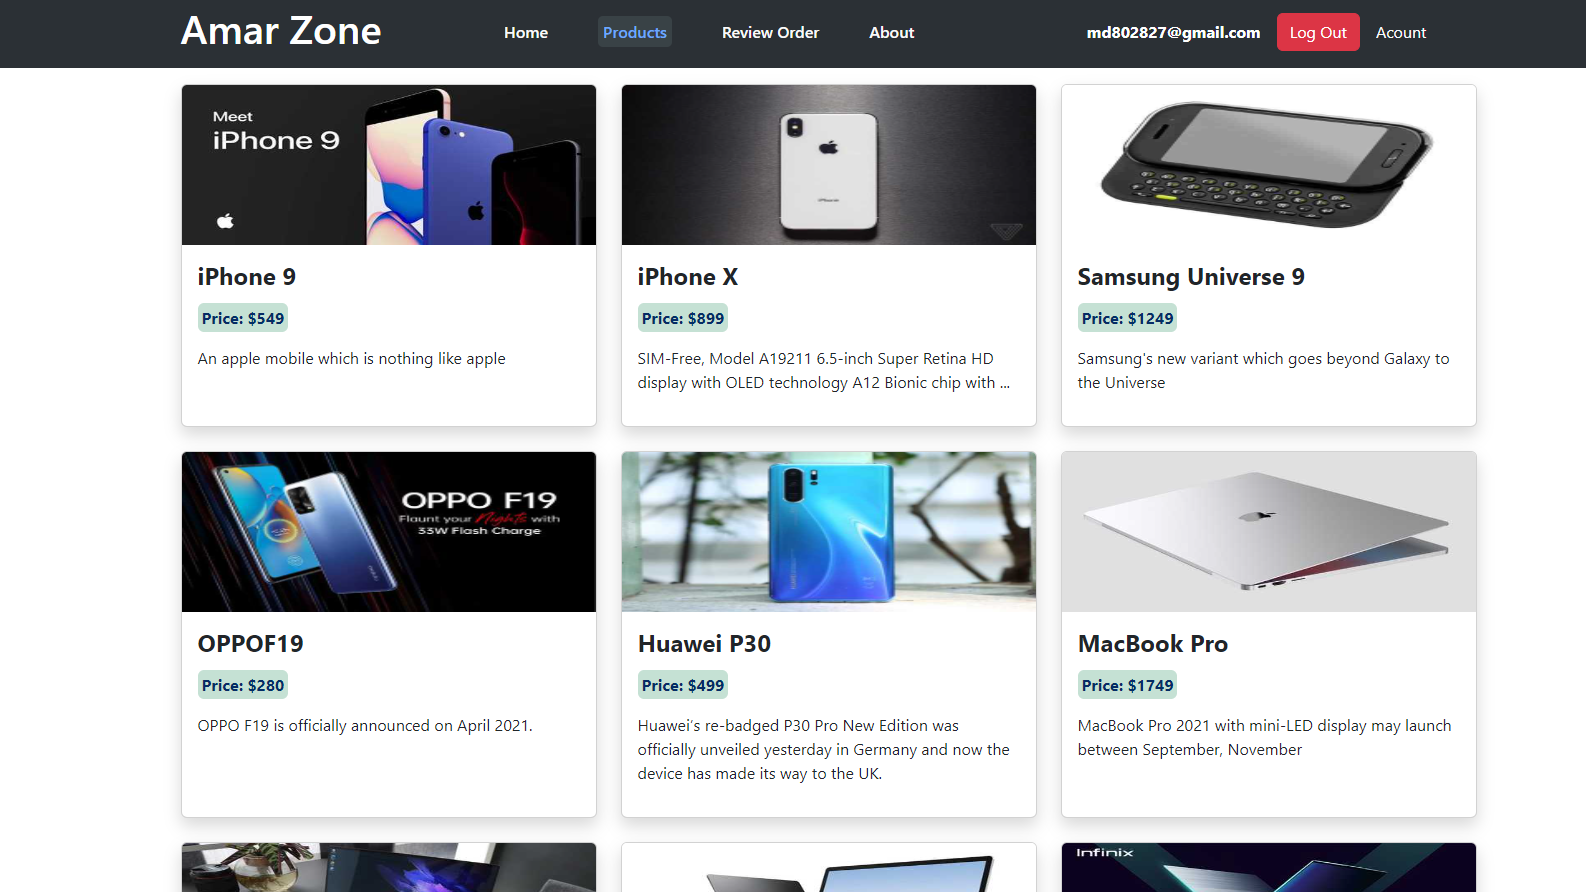 Amar Zone
Home
Products
Review Order
About
md802827@gmail.com
Log Out
Acount
Meet
iPhone 9
iPhone 9
Price: $549
An apple mobile which is nothing like apple
iPhone X
Price: $899
SIM-Free, Model A19211 6.5-inch Super Retina HD
display with OLED technology A12 Bionic chip with ...
Samsung Universe 9
Price: $1249
Samsung's new variant which goes beyond Galaxy to
the Universe
OPPO F19
Flaunt your Nights with
33W Flash Charge
OPPOF19
Price: $280
OPPO F19 is officially announced on April 2021.
Huawei P30
Price: $499
Huawei’s re-badged P30 Pro New Edition was
officially unveiled yesterday in Germany and now the
device has made its way to the UK.
MacBook Pro
Price: $1749
MacBook Pro 2021 with mini-LED display may launch
between September, November
Infinix